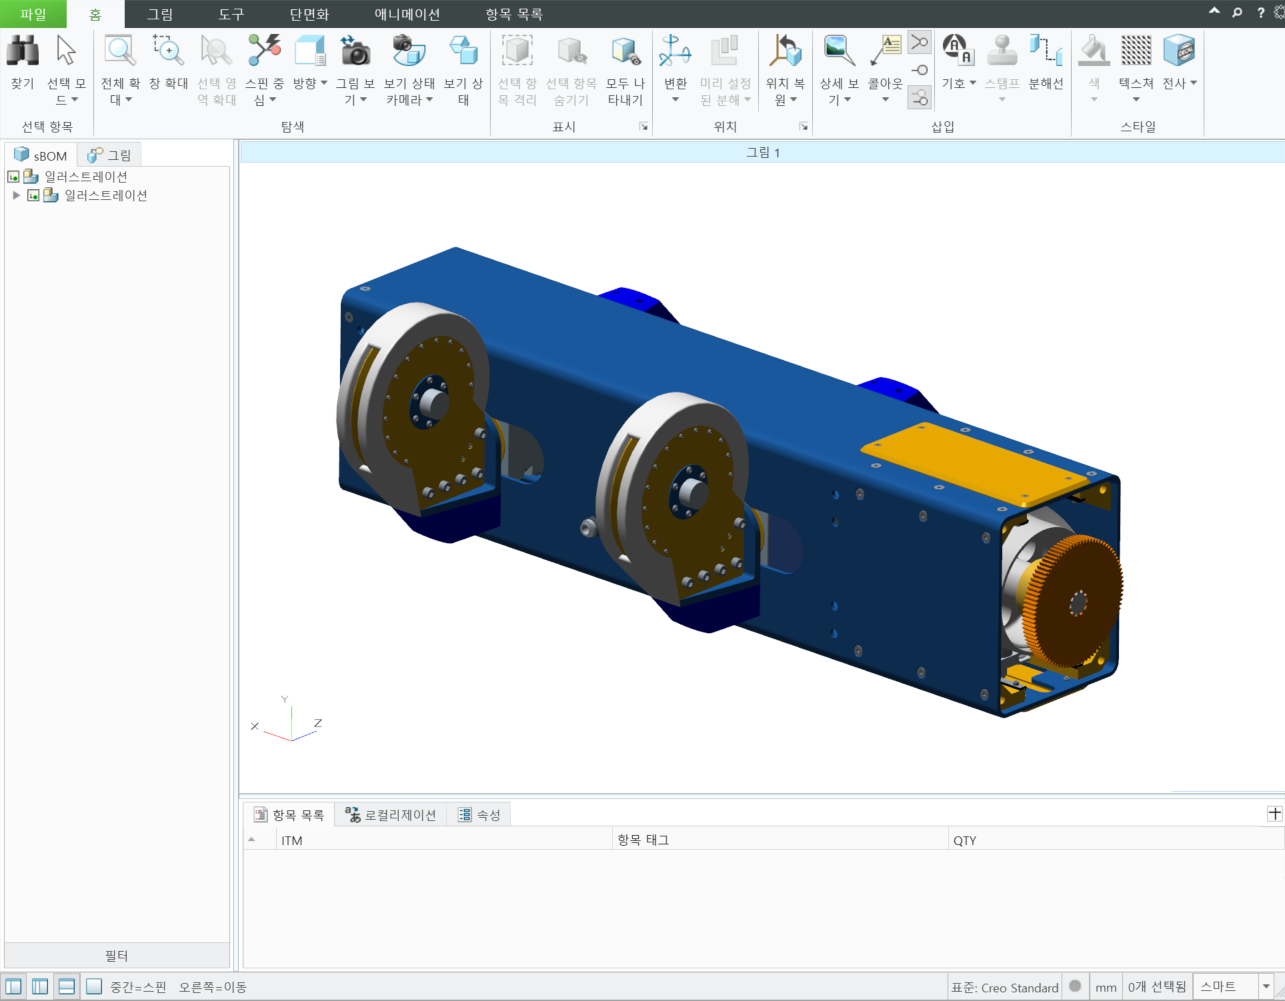 파일 홈 그림 도구 단면화 애니메이션 항목 목록
찾기 선택 모 전체 확 창 확대 선택 영 스핀 중 방향 그림 보 보기 상태 보기 상 선택 항 선택 항목 모두 나 변환 미리 설정 위치 복 상세 보 콜아웃 기호 스탬프 분해선 색 텍스쳐 전사
드 대 역 확대 심 기 카메라 태 목 격리 숨기기 타내기 된 분해 원 기
선택 항목 탐색 표시 위치 삽입 스타일
sBOM 그림
그림 1
일러스트레이션
일러스트레이션
Y
X Z
항목 목록 로컬리제이션 속성
ITM 항목 태그 QTY
필터
중간=스핀 오른쪽=이동 표준: Creo Standard mm 0개 선택됨 스마트